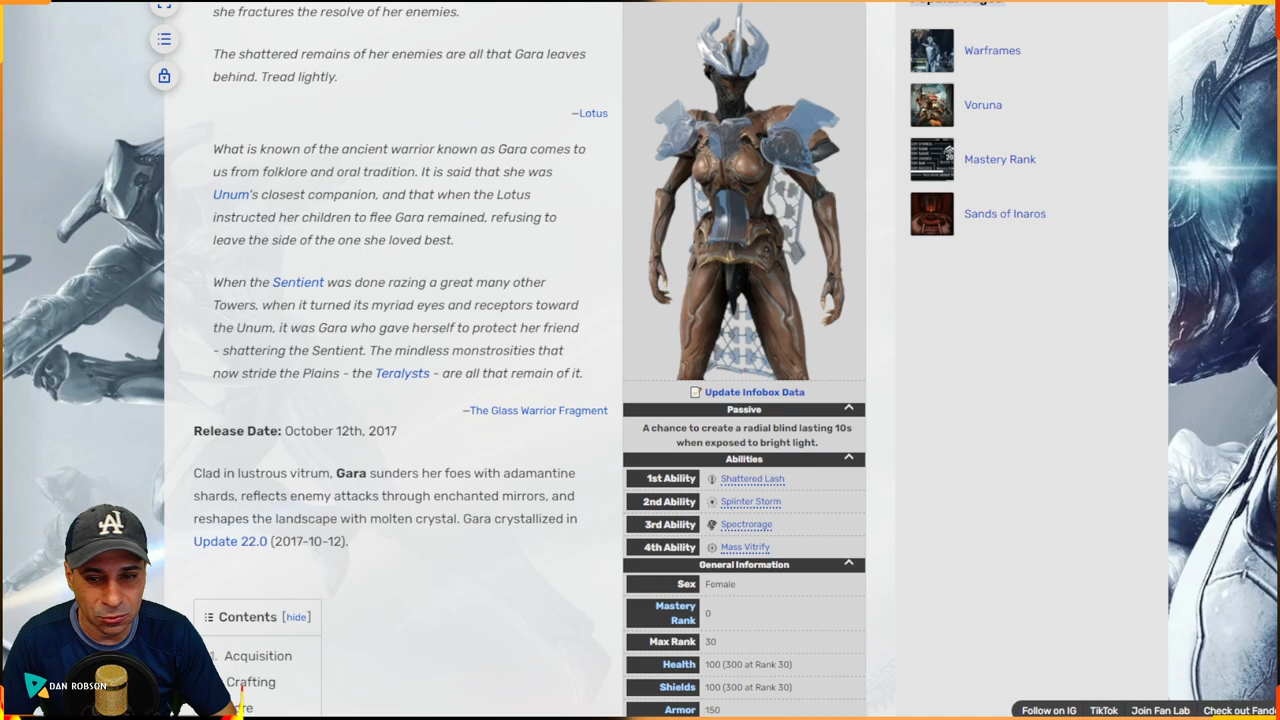 she fractures the resolve of her enemies.
The shattered remains of her enemies are all that Gara leaves
behind. Tread lightly.
—Lotus
What is known of the ancient warrior known as Gara comes to
us from folklore and oral tradition. It is said that she was
Unum's closest companion, and that when the Lotus
instructed her children to flee Gara remained, refusing to
leave the side of the one she loved best.
When the Sentient was done razing a great many other
Towers, when it turned its myriad eyes and receptors toward
the Unum, it was Gara who gave herself to protect her friend
- shattering the Sentient. The mindless monstrosities that
now stride the Plains - the Teralysts - are all that remain of it.
—The Glass Warrior Fragment
Release Date: October 12th, 2017
Clad in lustrous vitrum, Gara sunders her foes with adamantine
shards, reflects enemy attacks through enchanted mirrors, and
reshapes the landscape with molten crystal. Gara crystallized in
Update 22.0 (2017-10-12).
Contents [hide]
1. Acquisition
Crafting
Update Infobox Data
Passive
A chance to create a radial blind lasting 10s
when exposed to bright light.
Abilities
1st Ability Shattered Lash
2nd Ability Splinter Storm
3rd Ability Spectrorage
4th Ability Mass Vitrify
General Information
Sex Female
Mastery
Rank 0
Max Rank 30
Health 100 (300 at Rank 30)
Shields 100 (300 at Rank 30)
Armor 150
Warframes
Voruna
Mastery Rank
Sands of Inaros
DAN ROBSON
Follow on IG TikTok Join Fan Lab Check out Fand